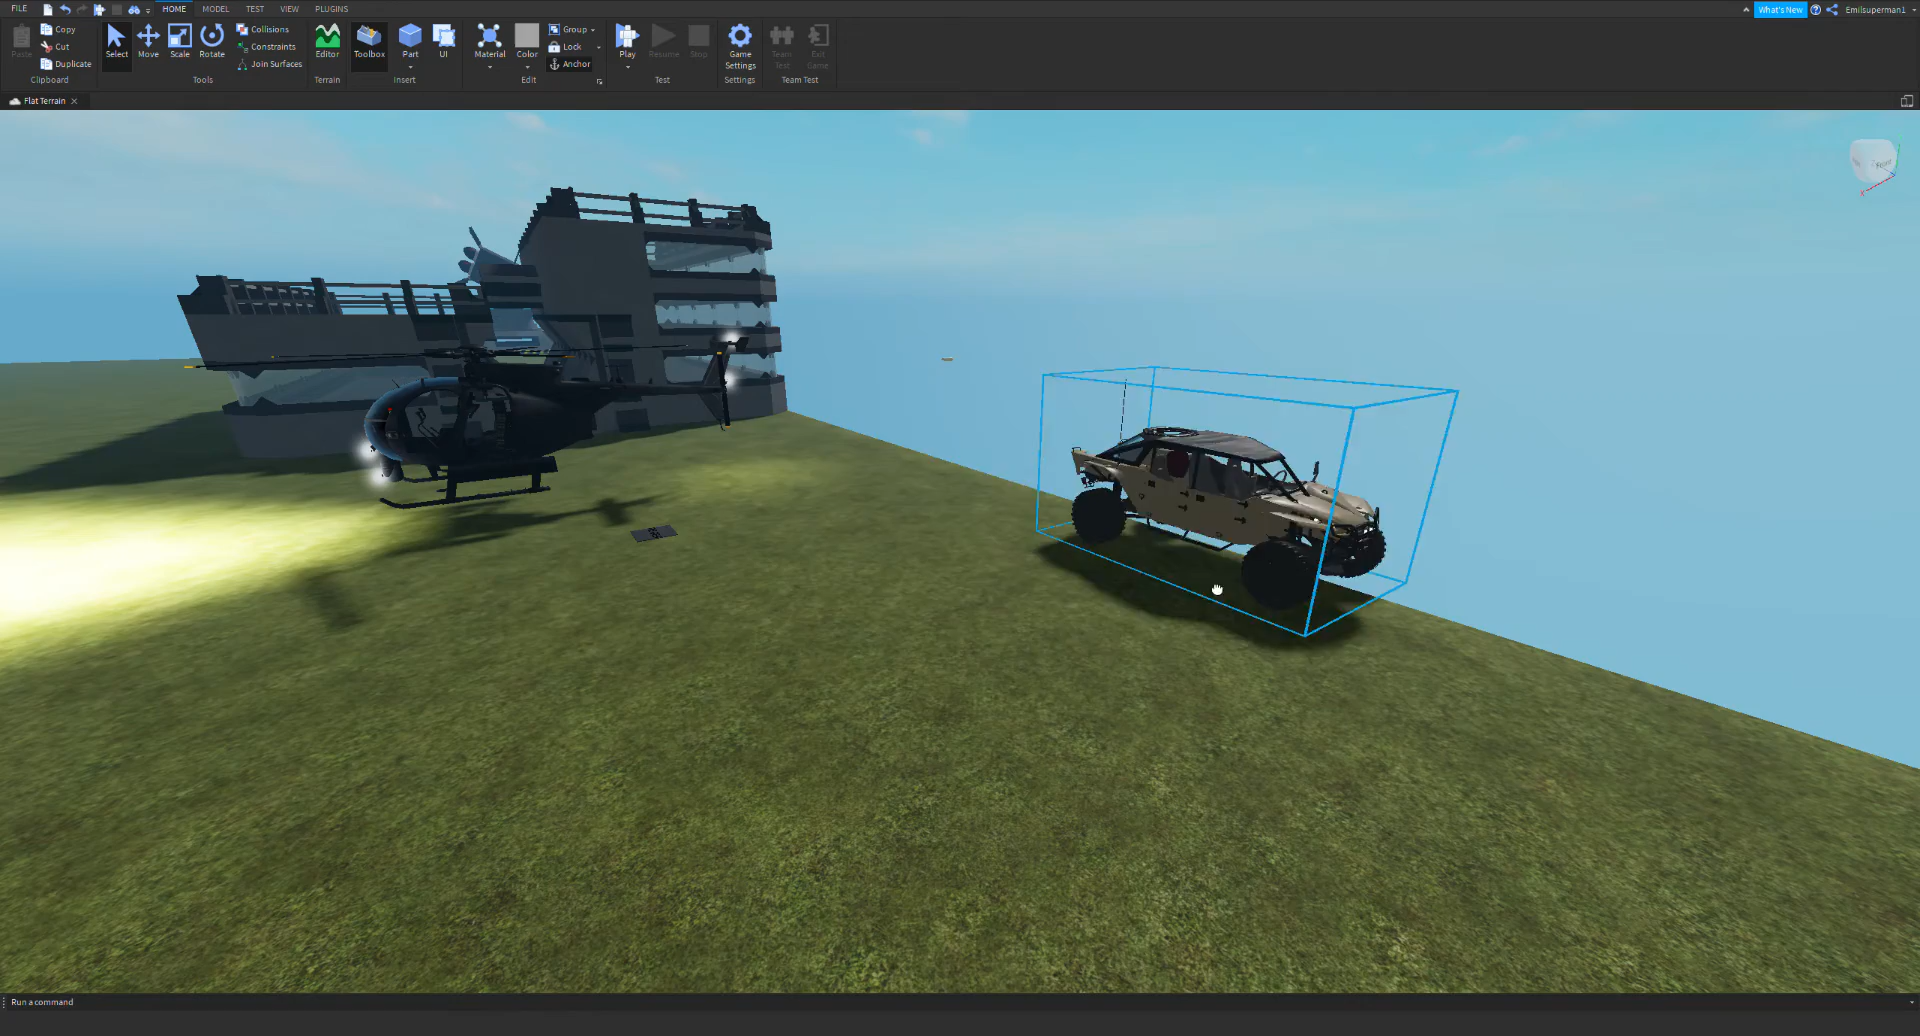 FILE HOME MODEL TEST VIEW PLUGINS What's New Emilsuperman1
Paste Copy Cut Duplicate
Clipboard
Select Move Scale Rotate Collisions Constraints Join Surfaces
Tools
Editor
Terrain
Toolbox Part UI
Insert
Material Color Group Lock Anchor
Edit
Play Resume Stop
Test
Game Settings
Settings
Team Test Exit Game
Team Test
Flat Terrain
Front
X
Run a command